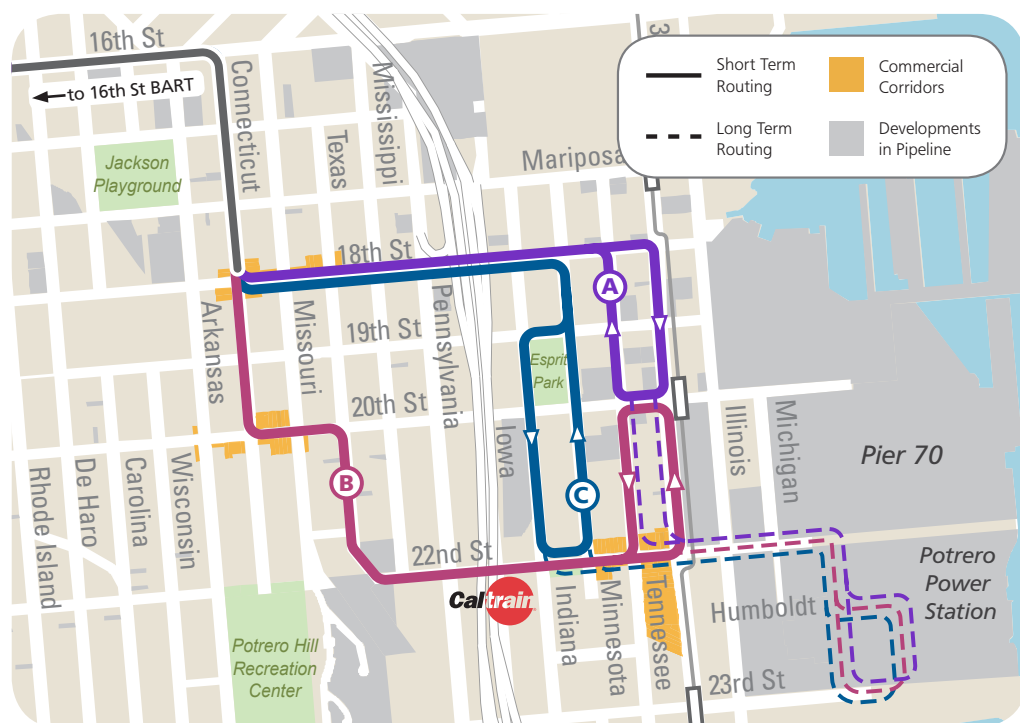 16th St
to 16th St BART
Connecticut
Mississippi
Texas
3
Short Term
Routing
Commercial
Corridors
Long Term
Routing
Developments
in Pipeline
Mariposa
Jackson
Playground
18th St
A
Arkansas
Missouri
Pennsylvania
19th St
Esprit
Park
20th St
Iowa
Illinois
Michigan
Pier 70
B
C
Rhode Island
De Haro
Carolina
Wisconsin
22nd St
Caltrain
Indiana
Minnesota
Tennessee
Humboldt
Potrero
Power
Station
Potrero Hill
Recreation
Center
23rd St